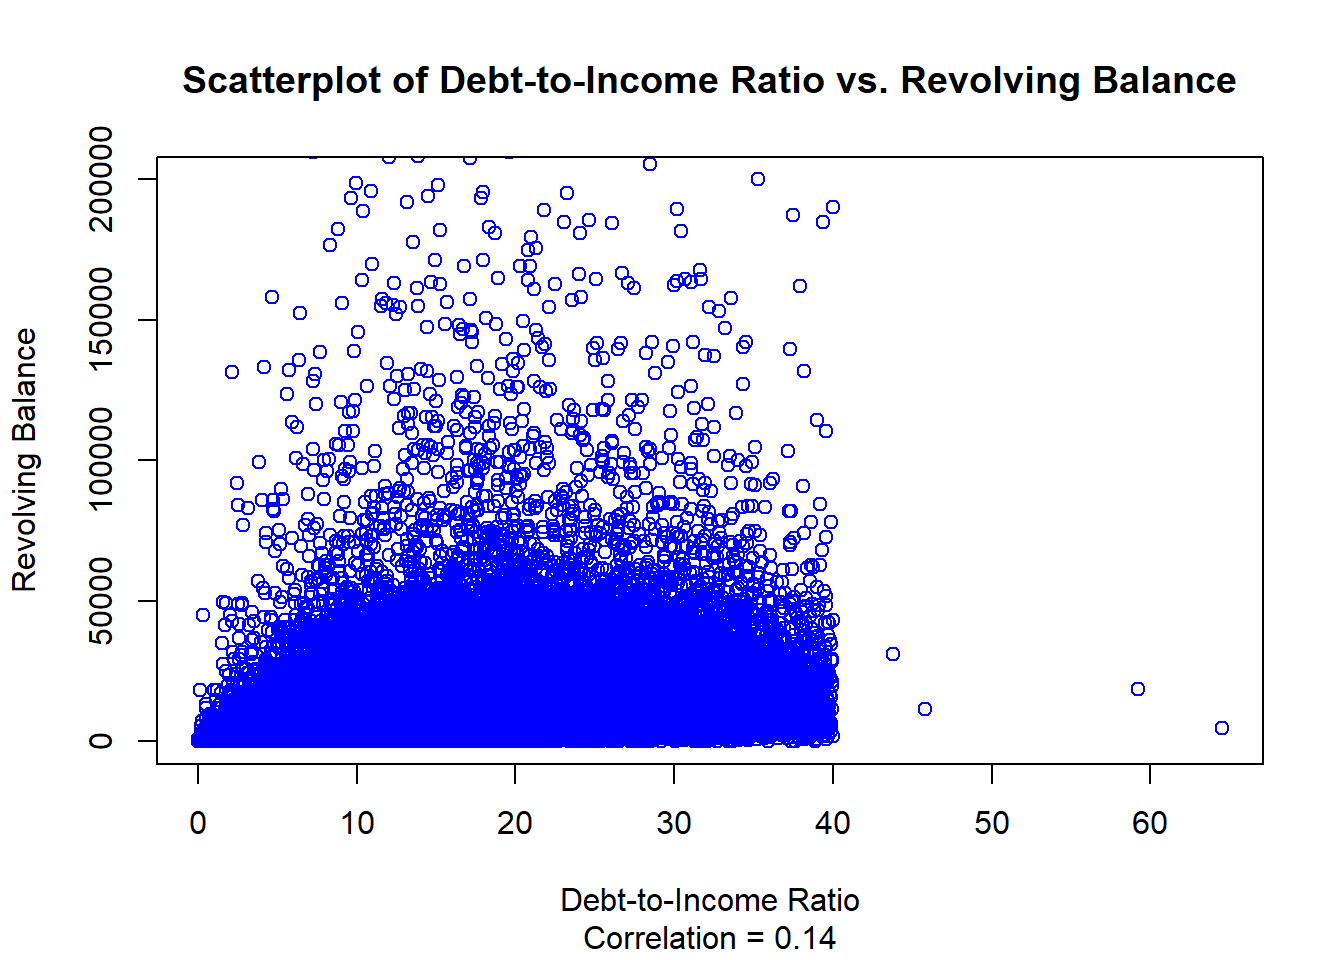 Scatterplot of Debt-to-Income Ratio vs. Revolving Balance
Revolving Balance
200000
150000
100000
50000
0
0 10 20 30 40 50 60
Debt-to-Income Ratio
Correlation = 0.14